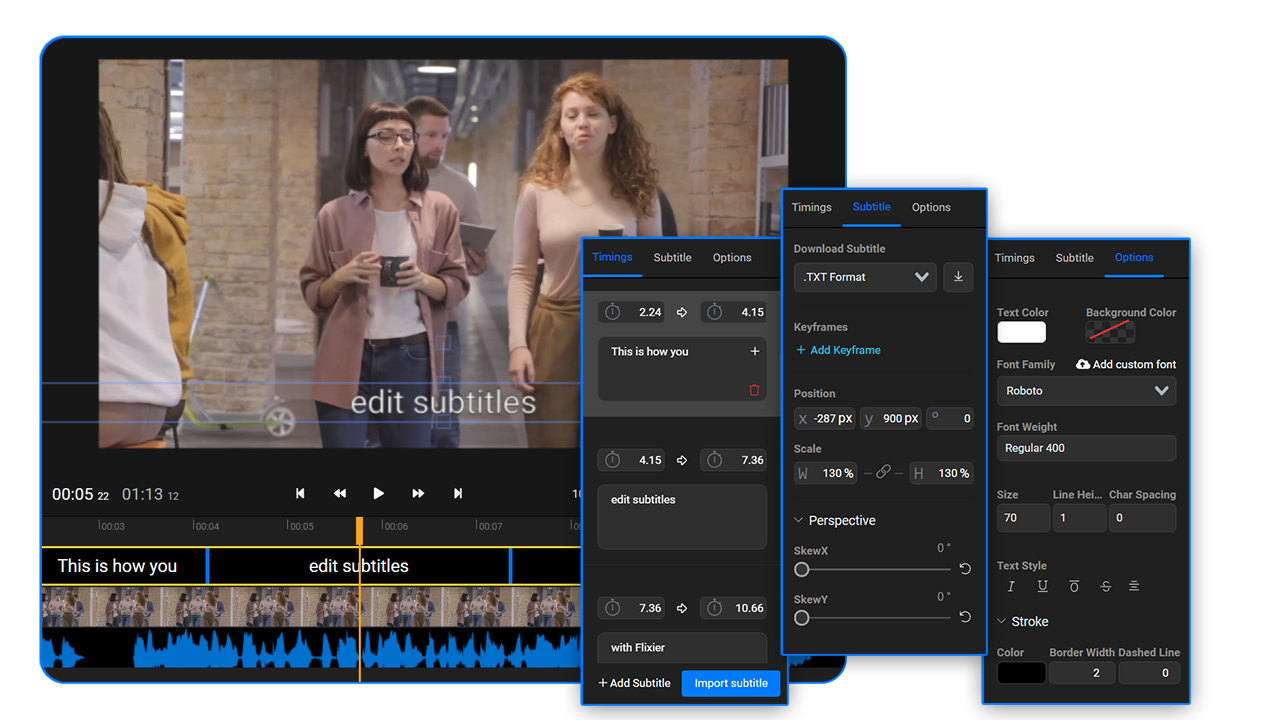 edit subtitles
00:05 22 01:13 12
10
00:03 00:04 00:05 00:06 00:07 00
This is how you edit subtitles
Timings Subtitle Options
2.24 4.15
This is how you
4.15 7.36
edit subtitles
7.36 10.66
with Flixier
+ Add Subtitle Import subtitle
Timings Subtitle Options
Download Subtitle
.TXT Format
Keyframes
+ Add Keyframe
Position
x -287 px y 900 px ° 0
Scale
W 130 % H 130 %
Perspective
SkewX 0 °
SkewY 0 °
Timings Subtitle Options
Text Color Background Color
Font Family Add custom font
Roboto
Font Weight
Regular 400
Size Line Hei... Char Spacing
70 1 0
Text Style
I U O S
Stroke
Color Border Width Dashed Line
2 0